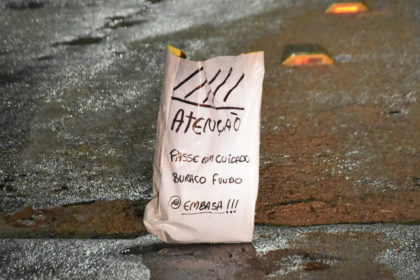 ATENÇÃO
PASSE COM CUIDADO
BURACO FUNDO
@EMBASA!!!